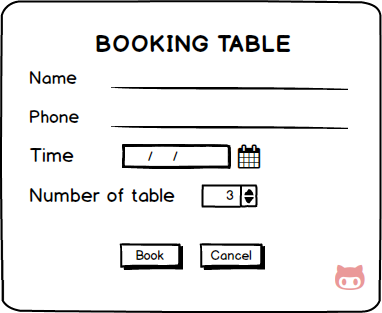 BOOKING TABLE
Name
Phone
Time / /
Number of table 3
Book Cancel